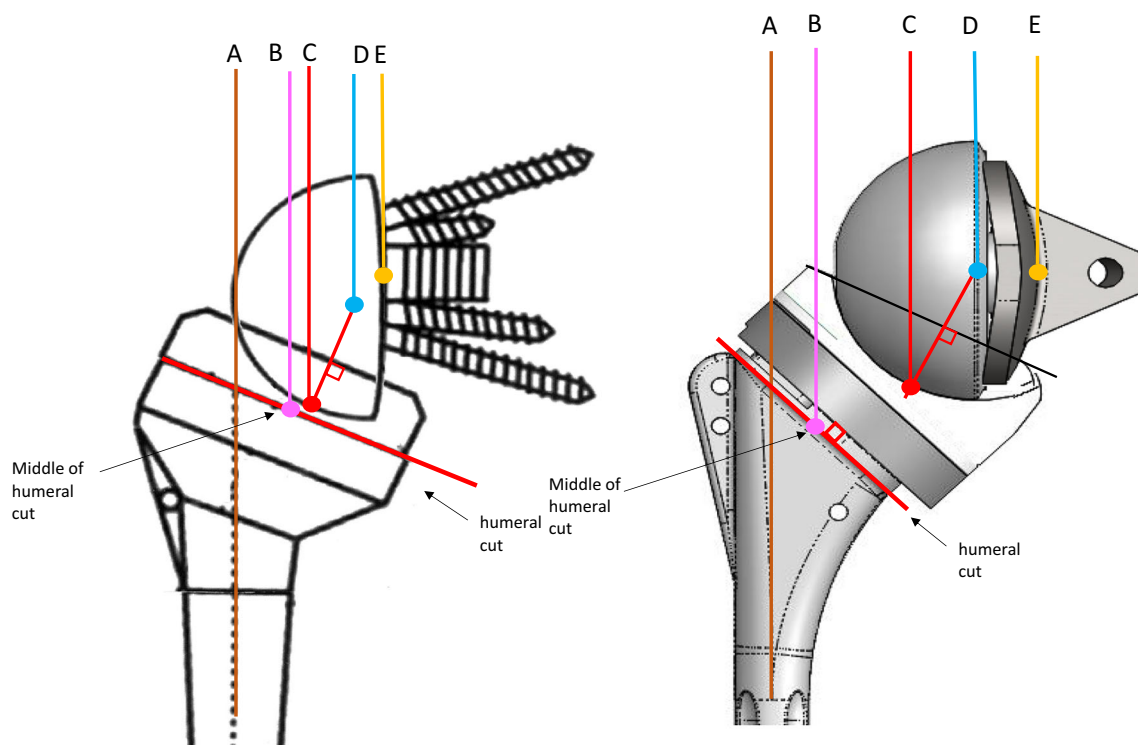 A B C D E
A B C D E
Middle of
humeral
cut
humeral
cut
Middle of
humeral
cut
humeral
cut